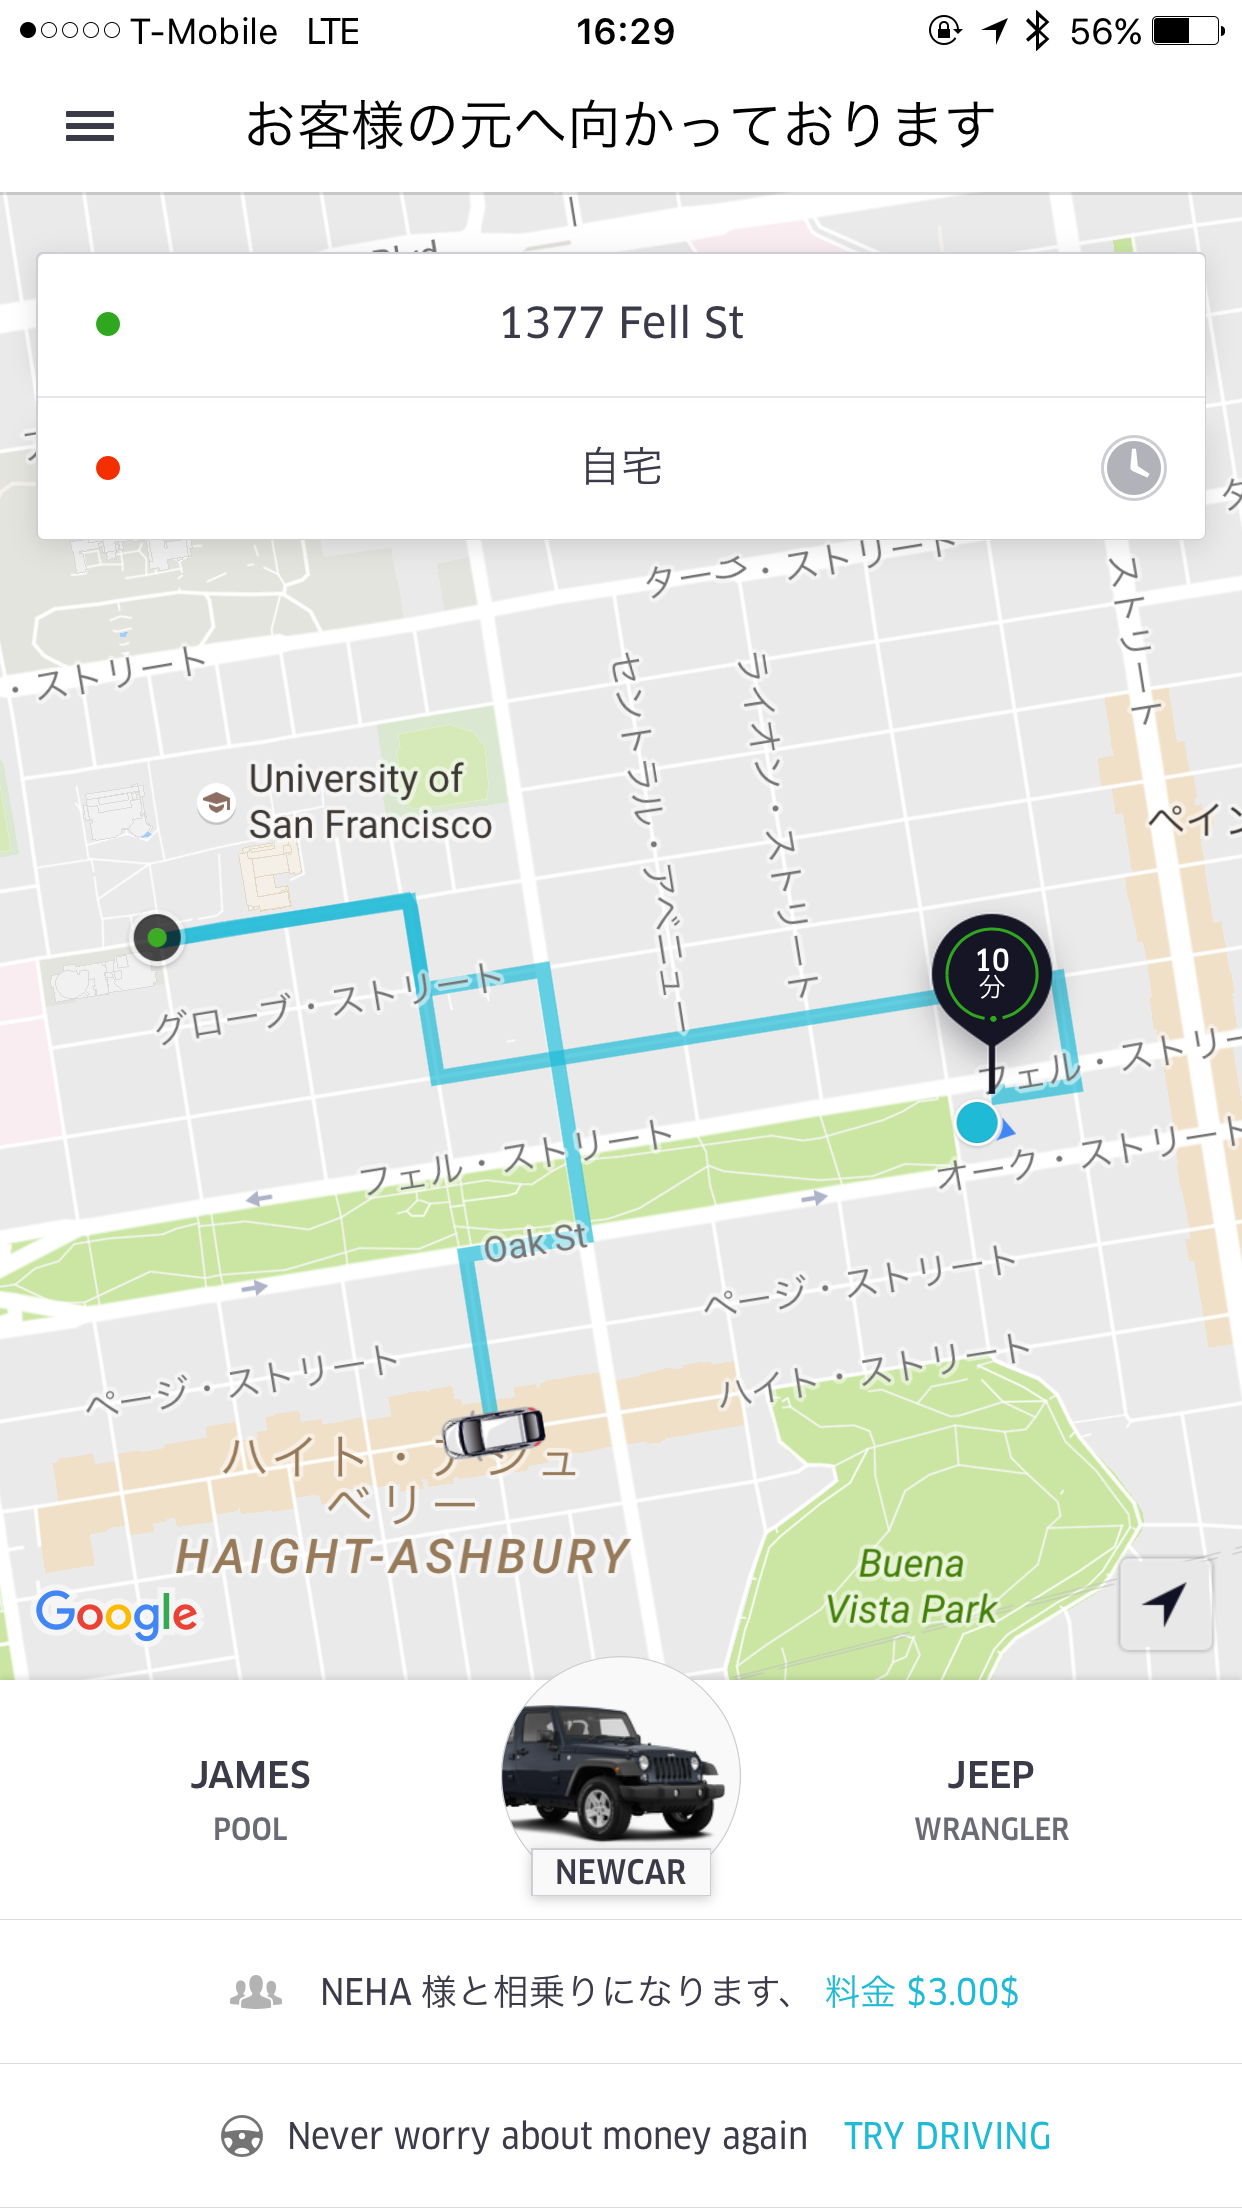 T-Mobile LTE 16:29 56%
お客様の元へ向かっております
1377 Fell St
自宅
ターク・ストリート
ストリート
・ストリート
セントラル・アベニュー
ライオン・ストリート
University of
San Francisco
ペイン
グローブ・ストリート
10
分
フェル・ストリート
フェル・ストリート
オーク・ストリート
Oak St
ページ・ストリート
ページ・ストリート
ハイト・ストリート
ハイト・アシュ
ベリー
HAIGHT-ASHBURY
Buena
Vista Park
Google
JAMES
POOL
JEEP
WRANGLER
NEWCAR
NEHA 様と相乗りになります、 料金 $3.00$
Never worry about money again TRY DRIVING